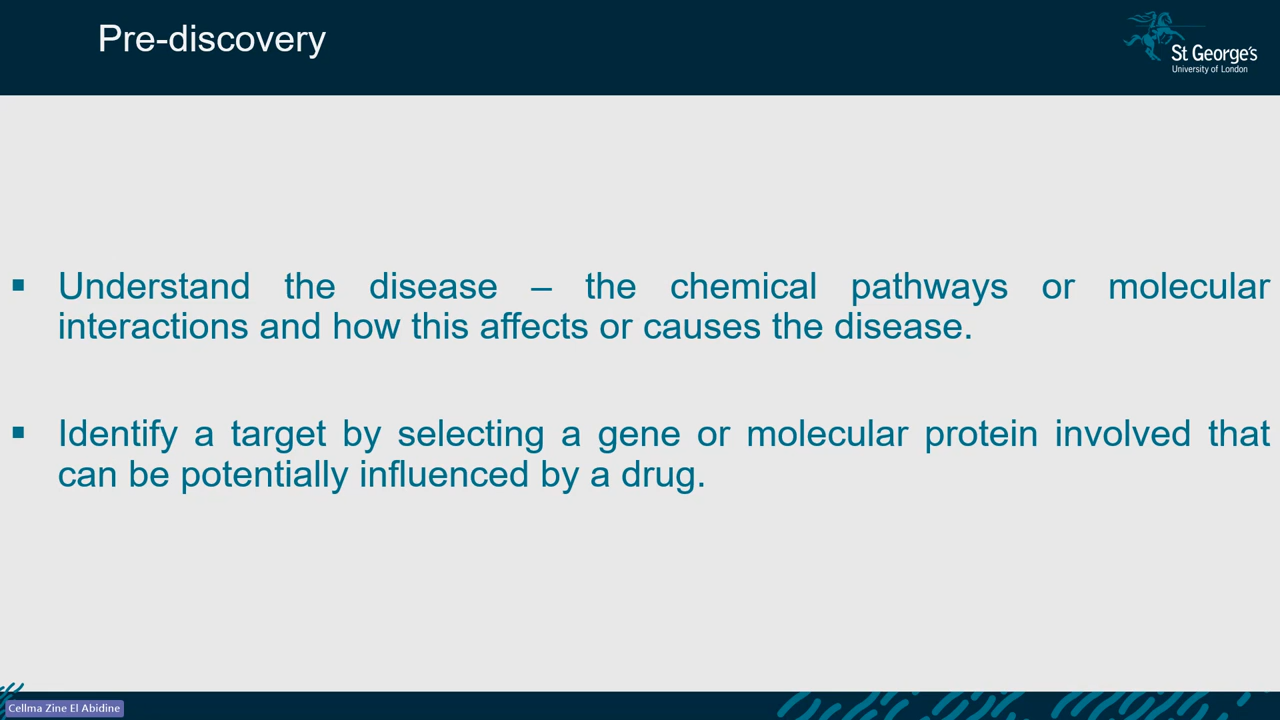 Pre-discovery
St George's
University of London
▪ Understand the disease – the chemical pathways or molecular
interactions and how this affects or causes the disease.
▪ Identify a target by selecting a gene or molecular protein involved that
can be potentially influenced by a drug.
Cellma Zine El Abidine